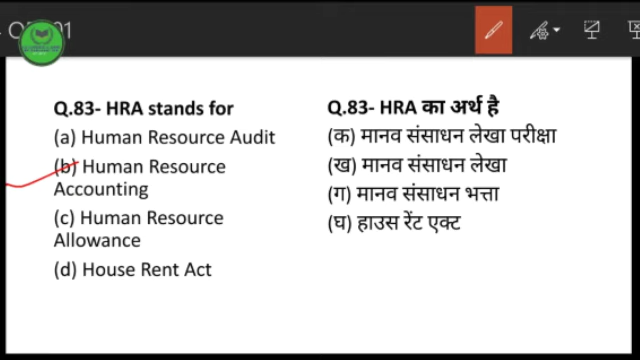 Q.83- HRA stands for
(a) Human Resource Audit
(b) Human Resource
Accounting
(c) Human Resource
Allowance
(d) House Rent Act
Q.83- HRA का अर्थ है
(क) मानव संसाधन लेखा परीक्षा
(ख) मानव संसाधन लेखा
(ग) मानव संसाधन भत्ता
(घ) हाउस रेंट एक्ट